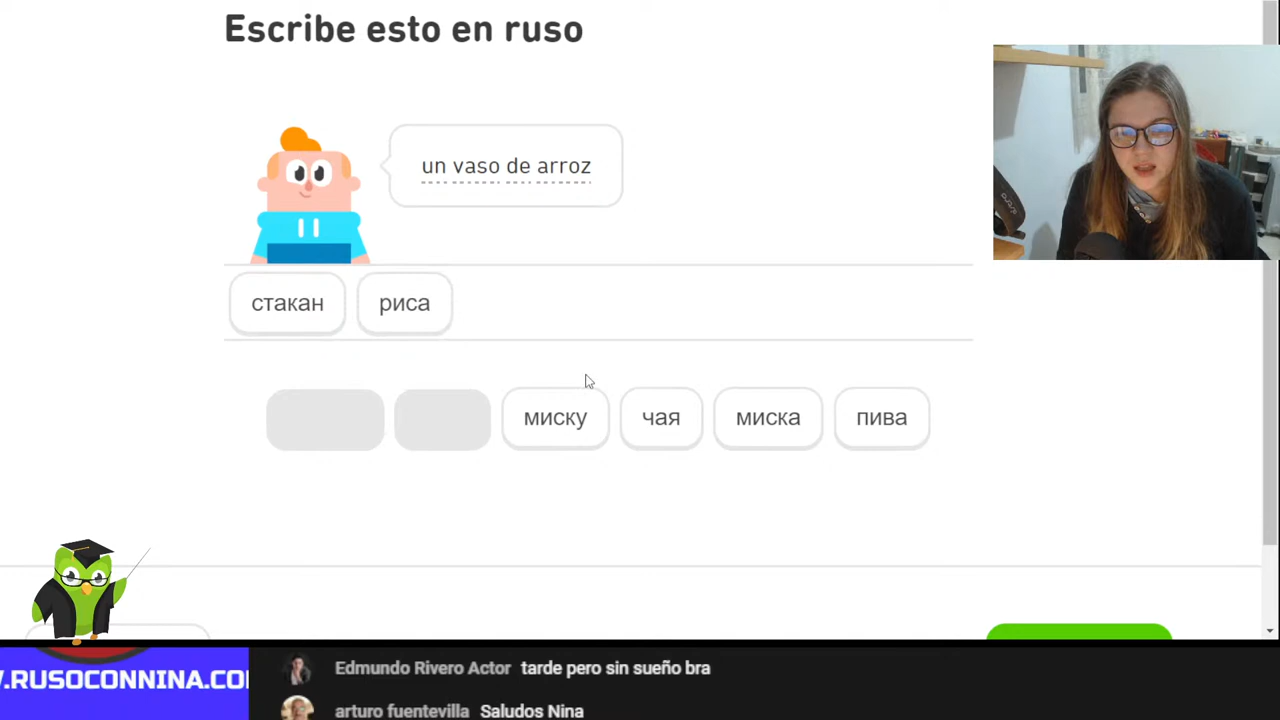 Escribe esto en ruso
un vaso de arroz
стакан риса
миску чая миска пива
Edmundo Rivero Actor tarde pero sin sueño bra
W.RUSOCONNINA.CO
arturo fuentevilla Saludos Nina